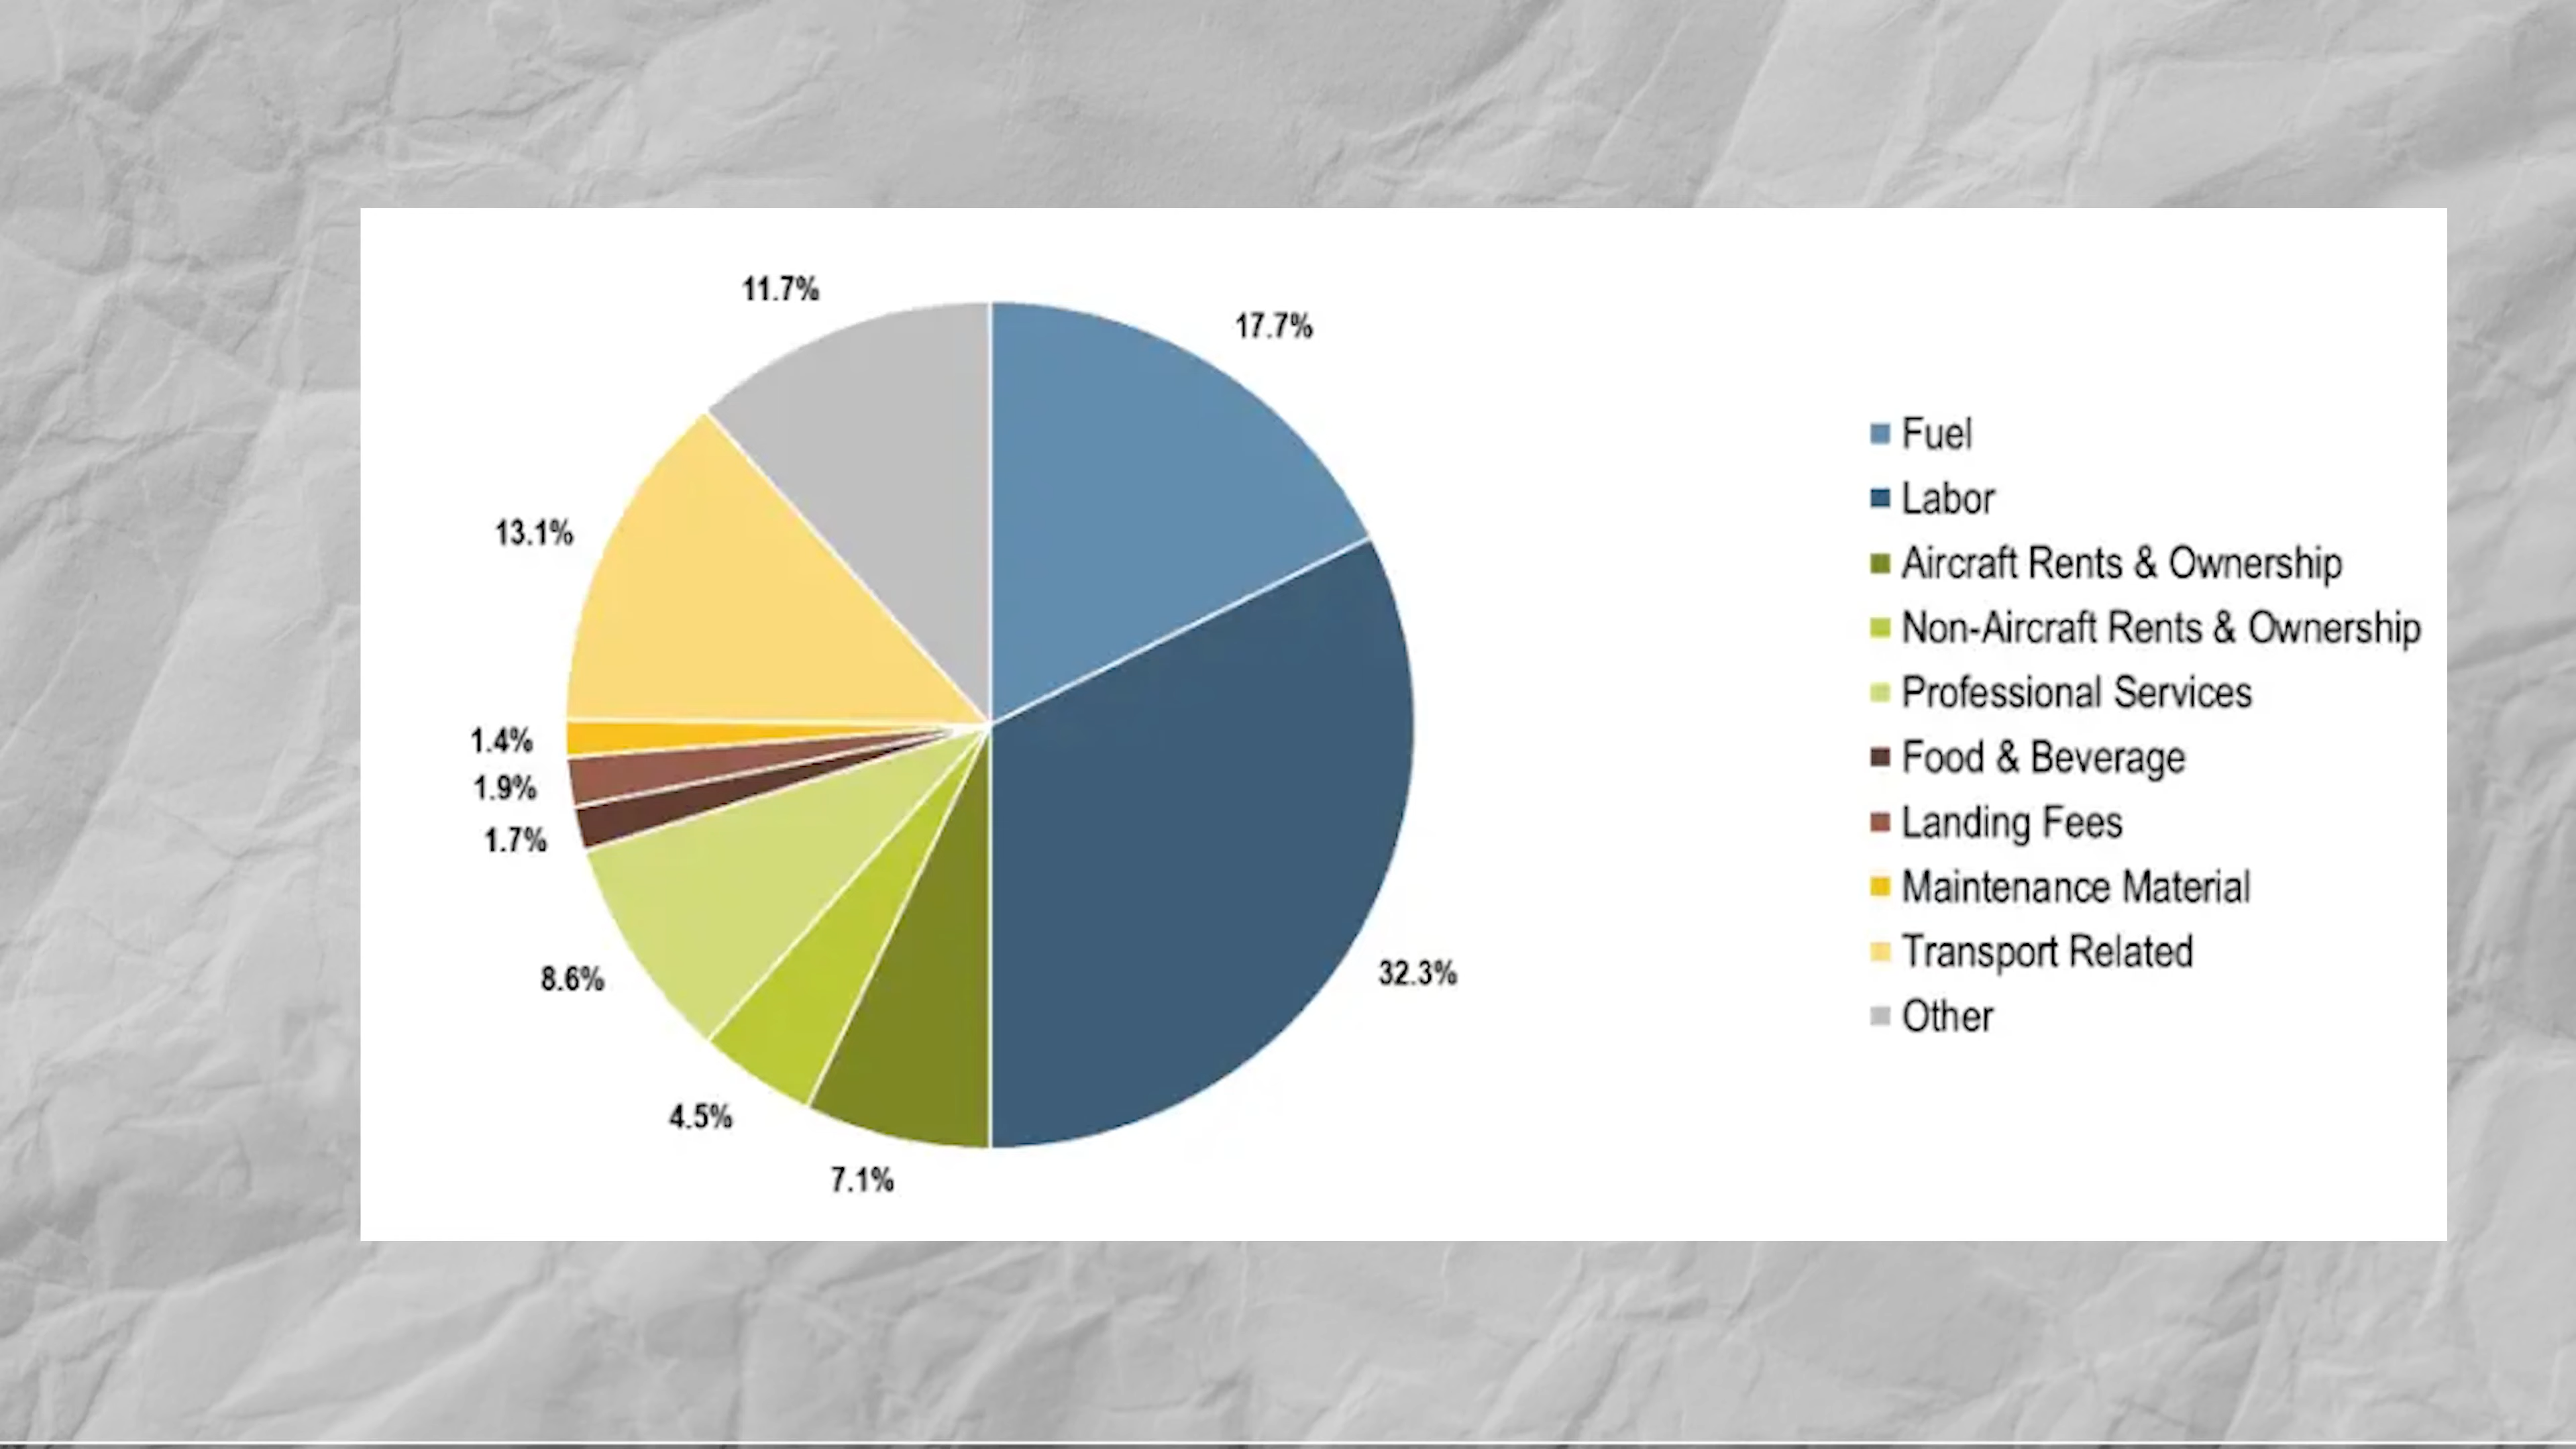 11.7%
17.7%
13.1%
1.4%
1.9%
1.7%
8.6%
4.5%
7.1%
32.3%
Fuel
Labor
Aircraft Rents & Ownership
Non-Aircraft Rents & Ownership
Professional Services
Food & Beverage
Landing Fees
Maintenance Material
Transport Related
Other